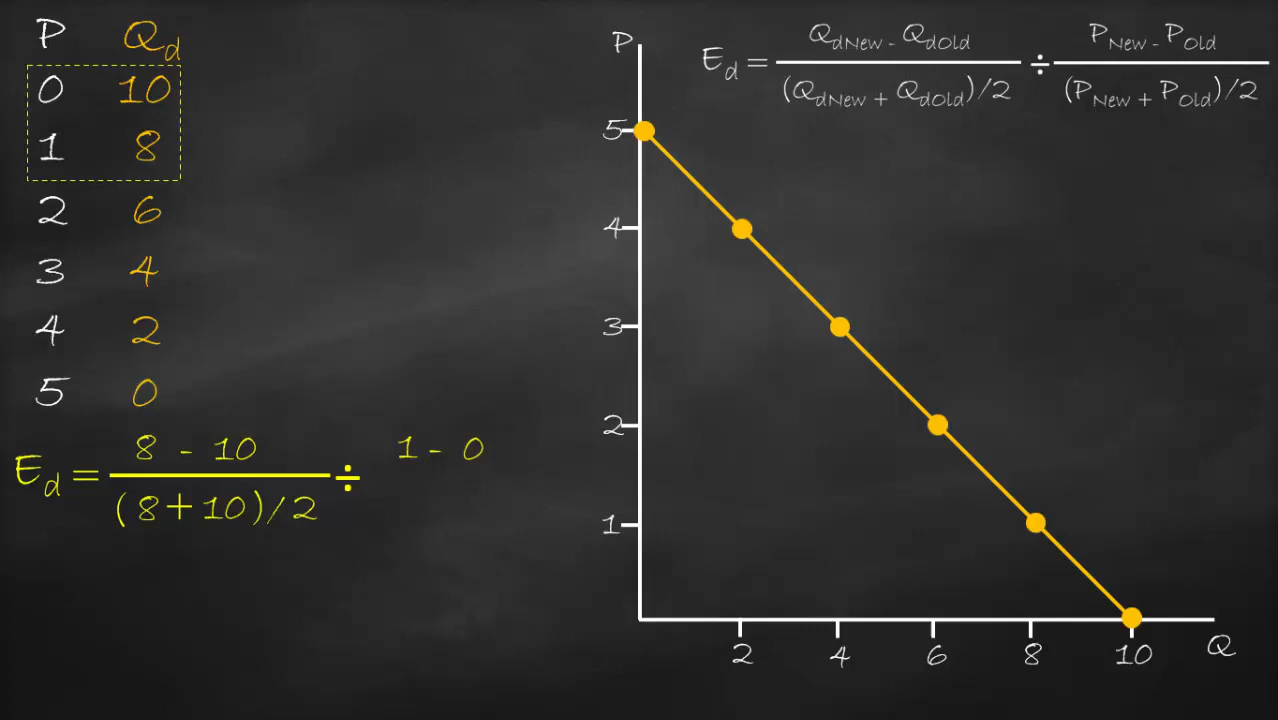 P Qd
0 10
1 8
2 6
3 4
4 2
5 0
Ed = 8 - 10 ÷ 1 - 0
(8+10)/2
Ed = QdNew - QdOld ÷ PNew - POld
(QdNew + QdOld)/2 (PNew + POld)/2
P
5
4
3
2
1
2 4 6 8 10 Q